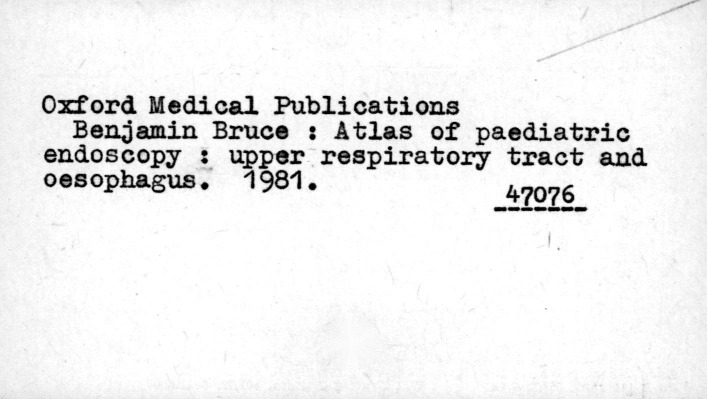 Oxford Medical Publications
Benjamin Bruce : Atlas of paediatric
endoscopy : upper respiratory tract and
oesophagus. 1981.
47076